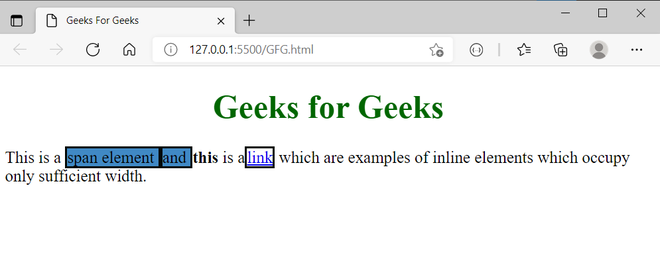 Geeks For Geeks
127.0.0.1:5500/GFG.html
Geeks for Geeks
This is a span element and this is a link which are examples of inline elements which occupy
only sufficient width.